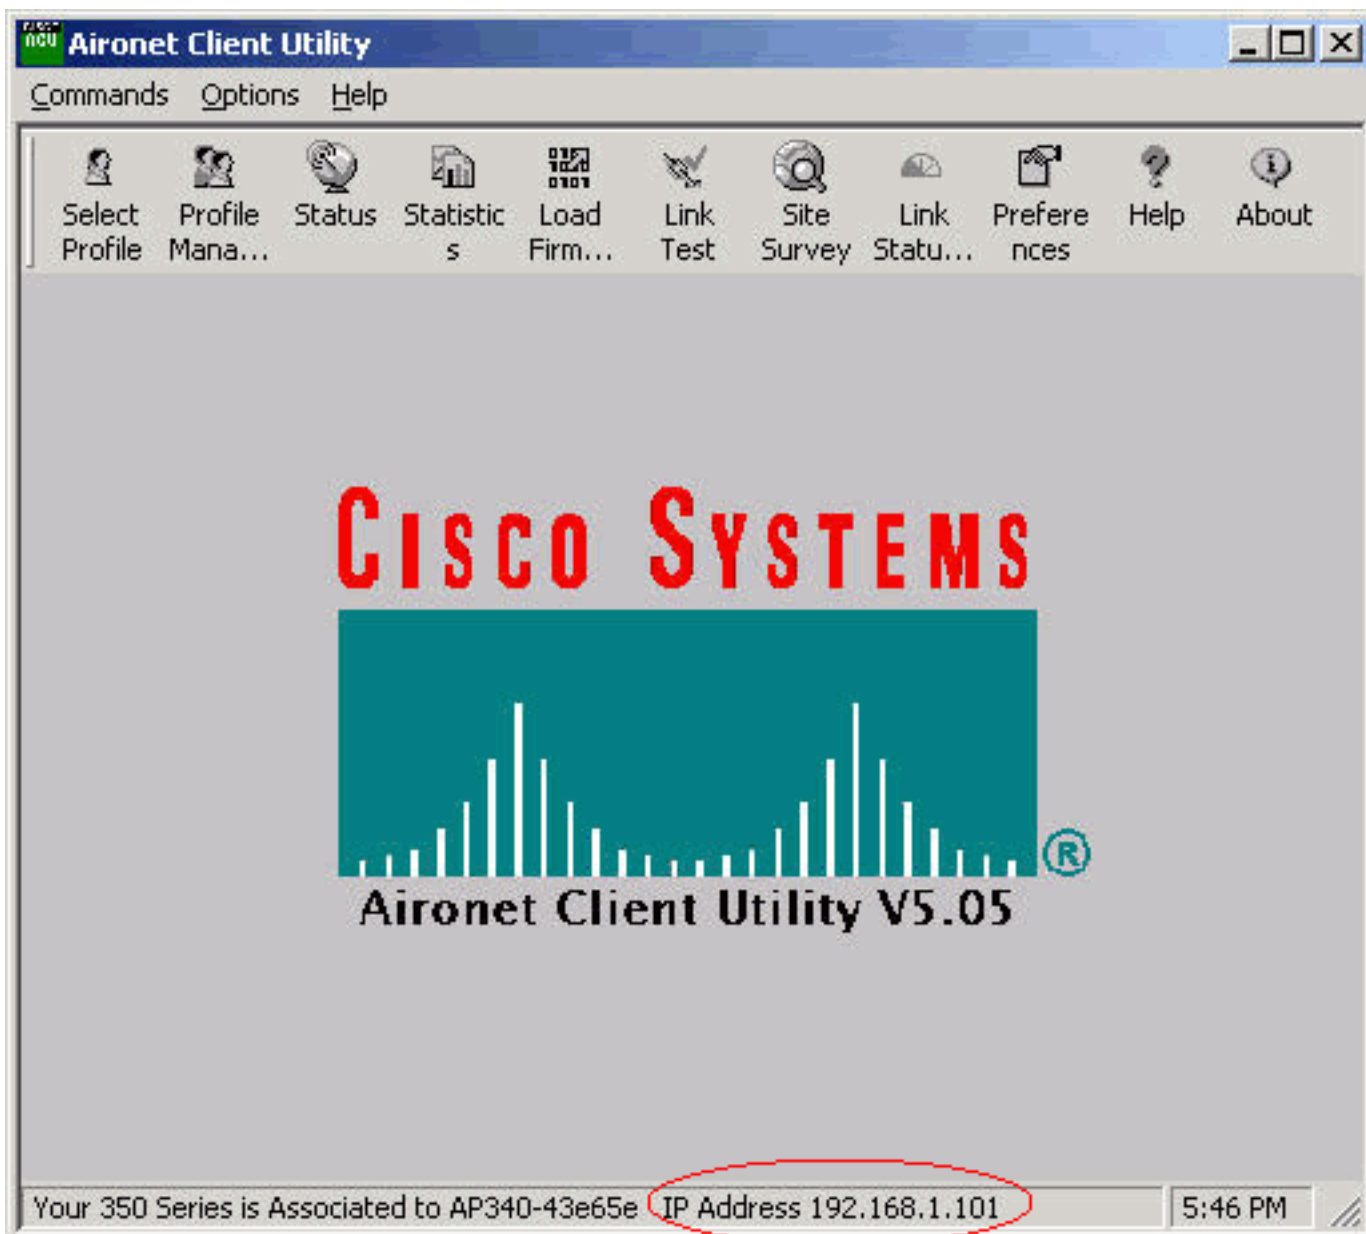 Aironet Client Utility
Commands Options Help
Select Profile
Profile Mana...
Status
Statistic s
Load Firm...
Link Test
Site Survey
Link Statu...
Prefere nces
Help
About
CISCO SYSTEMS
®
Aironet Client Utility V5.05
Your 350 Series is Associated to AP340-43e65e IP Address 192.168.1.101 5:46 PM